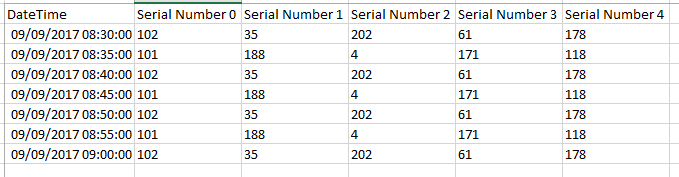 DateTime Serial Number 0 Serial Number 1 Serial Number 2 Serial Number 3 Serial Number 4
09/09/2017 08:30:00 102 35 202 61 178
09/09/2017 08:35:00 101 188 4 171 118
09/09/2017 08:40:00 102 35 202 61 178
09/09/2017 08:45:00 101 188 4 171 118
09/09/2017 08:50:00 102 35 202 61 178
09/09/2017 08:55:00 101 188 4 171 118
09/09/2017 09:00:00 102 35 202 61 178